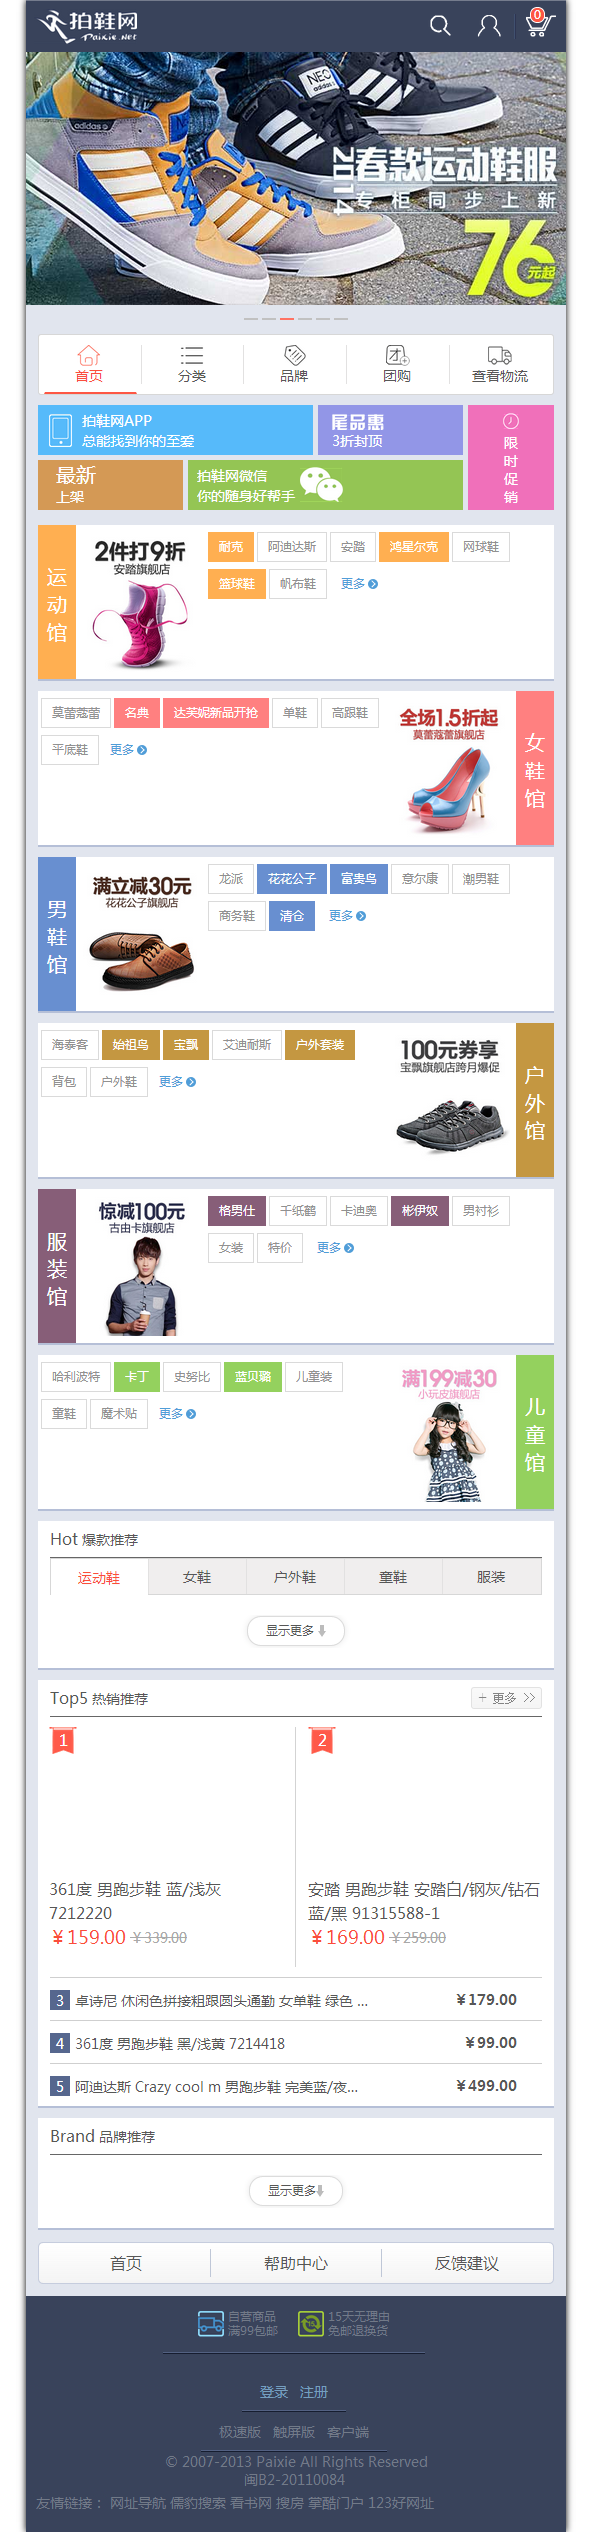 拍鞋网
Paixie.net
0
adidas
NEO
2014
春款运动鞋服
专柜同步上新
76元起
首页
分类
品牌
团购
查看物流
拍鞋网APP
总能找到你的至爱
尾品惠
3折封顶
限时促销
最新
上架
拍鞋网微信
你的随身好帮手
运动馆
2件打9折
安踏旗舰店
耐克 阿迪达斯 安踏 鸿星尔克 网球鞋
篮球鞋 帆布鞋 更多
莫蕾蔻蕾 名典 达芙妮新品开抢 单鞋 高跟鞋
平底鞋 更多
全场1.5折起
莫蕾蔻蕾旗舰店
女鞋馆
男鞋馆
满立减30元
花花公子旗舰店
龙派 花花公子 富贵鸟 意尔康 潮男鞋
商务鞋 清仓 更多
海泰客 始祖鸟 宝飘 艾迪耐斯 户外套装
背包 户外鞋 更多
100元券享
宝飘旗舰店跨月爆促
户外馆
服装馆
惊减100元
古由卡旗舰店
格男仕 千纸鹤 卡迪奥 彬伊奴 男衬衫
女装 特价 更多
哈利波特 卡丁 史努比 蓝贝璐 儿童装
童鞋 魔术贴 更多
满199减30
小玩皮旗舰店
儿童馆
Hot 爆款推荐
运动鞋 女鞋 户外鞋 童鞋 服装
显示更多
Top5 热销推荐
+ 更多 >>
1
361度 男跑步鞋 蓝/浅灰
7212220
¥159.00 ¥339.00
2
安踏 男跑步鞋 安踏白/钢灰/钻石
蓝/黑 91315588-1
¥169.00 ¥259.00
3 卓诗尼 休闲色拼接粗跟圆头通勤 女单鞋 绿色 ... ¥179.00
4 361度 男跑步鞋 黑/浅黄 7214418 ¥99.00
5 阿迪达斯 Crazy cool m 男跑步鞋 完美蓝/夜... ¥499.00
Brand 品牌推荐
显示更多
首页
帮助中心
反馈建议
自营商品
满99包邮
15
15天无理由
免邮退换货
登录 注册
极速版 触屏版 客户端
© 2007-2013 Paixie All Rights Reserved
闽B2-20110084
友情链接： 网址导航 儒豹搜索 看书网 搜房 掌酷门户 123好网址